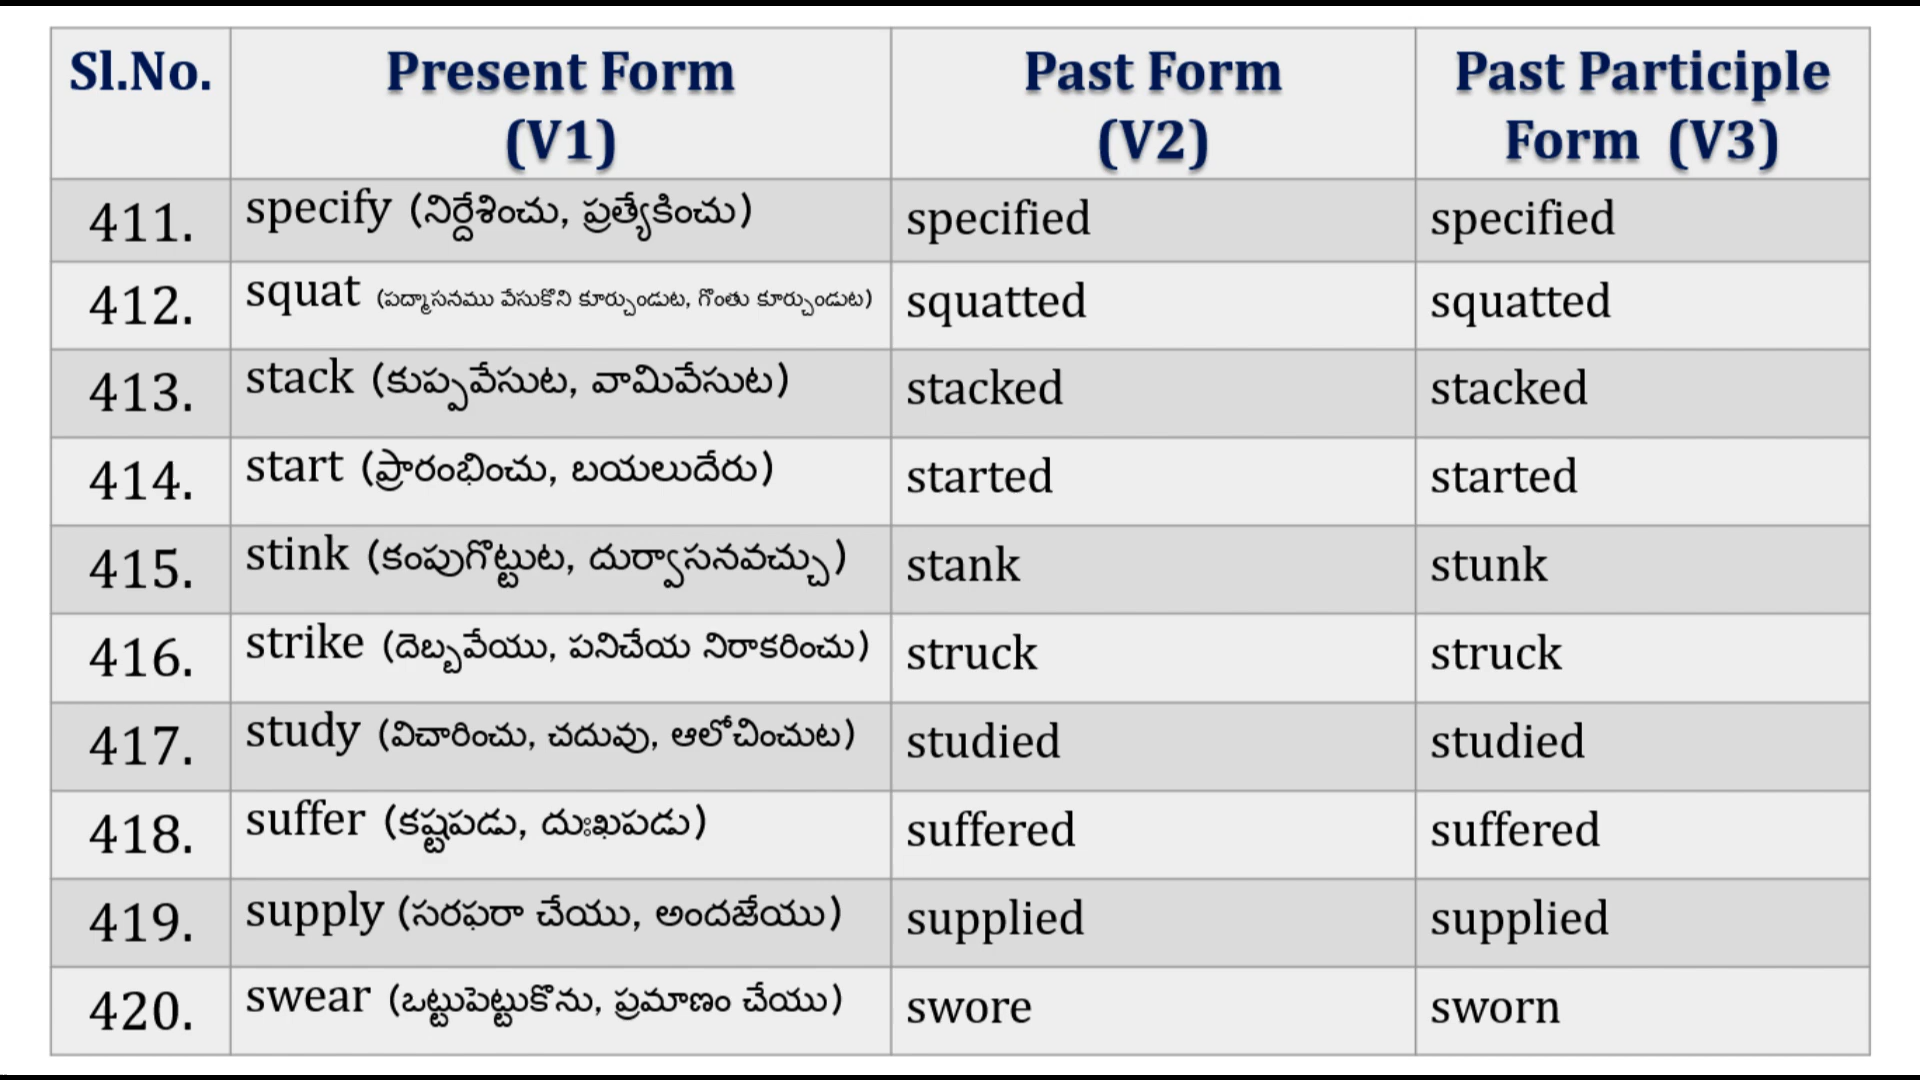 Sl.No. Present Form (V1) Past Form (V2) Past Participle Form (V3)
411. specify (నిర్దేశించు, ప్రత్యేకించు) specified specified
412. squat (పద్మాసనము వేసుకొని కూర్చుండుట, గొంతు కూర్చుండుట) squatted squatted
413. stack (కుప్పవేసుట, వామివేసుట) stacked stacked
414. start (ప్రారంభించు, బయలుదేరు) started started
415. stink (కంపుగొట్టుట, దుర్వాసనవచ్చు) stank stunk
416. strike (దెబ్బవేయు, పనిచేయ నిరాకరించు) struck struck
417. study (విచారించు, చదువు, ఆలోచించుట) studied studied
418. suffer (కష్టపడు, దుఃఖపడు) suffered suffered
419. supply (సరఫరా చేయు, అందజేయు) supplied supplied
420. swear (ఒట్టుపెట్టుకొను, ప్రమాణం చేయు) swore sworn